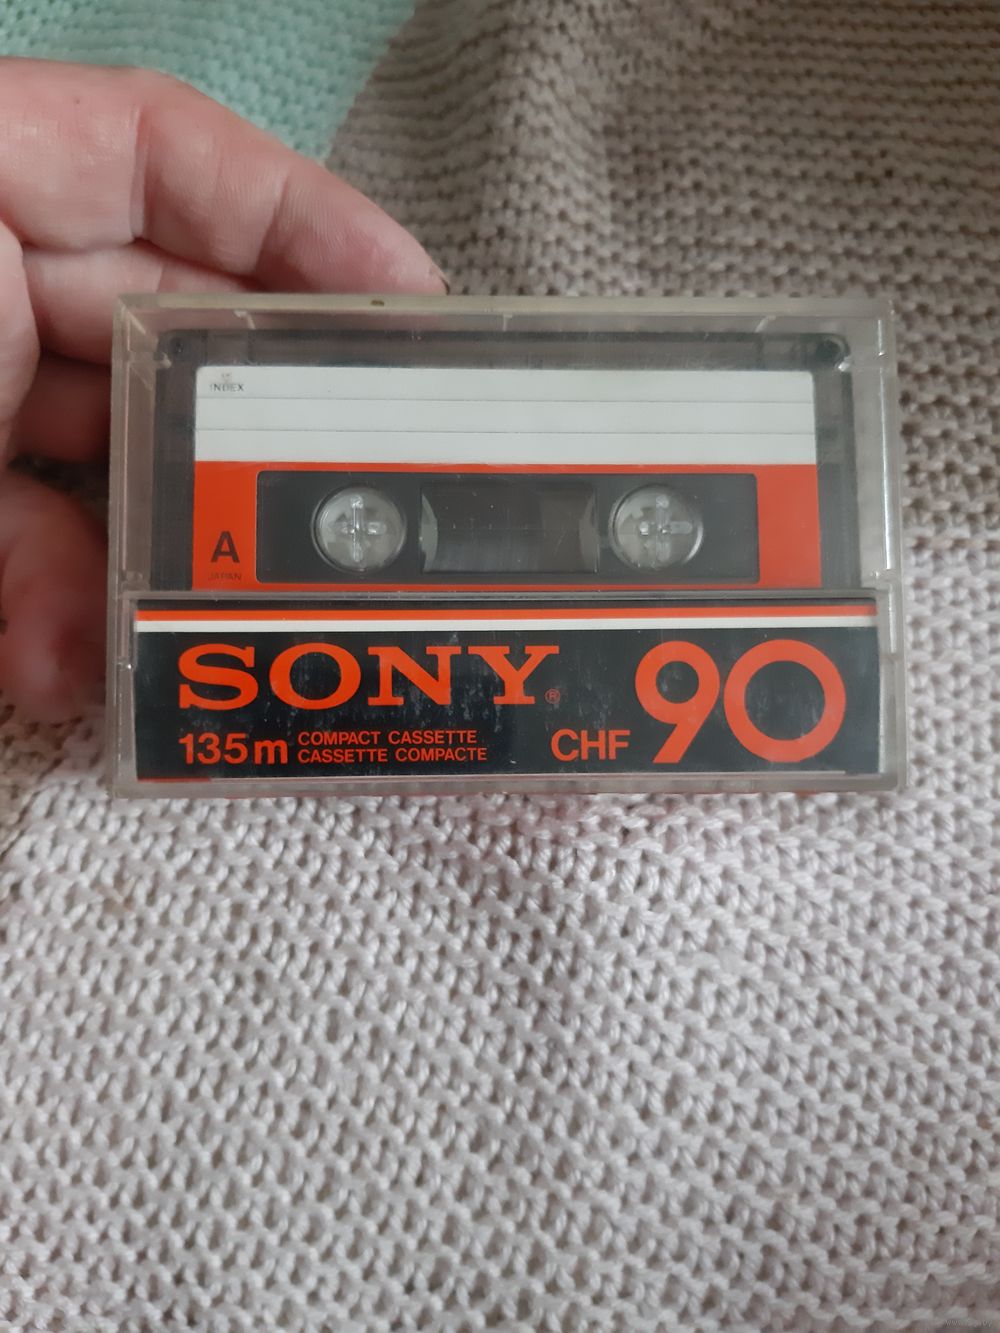 INDEX
A
JAPAN
SONY®
90
135m
COMPACT CASSETTE
CASSETTE COMPACTE
CHF